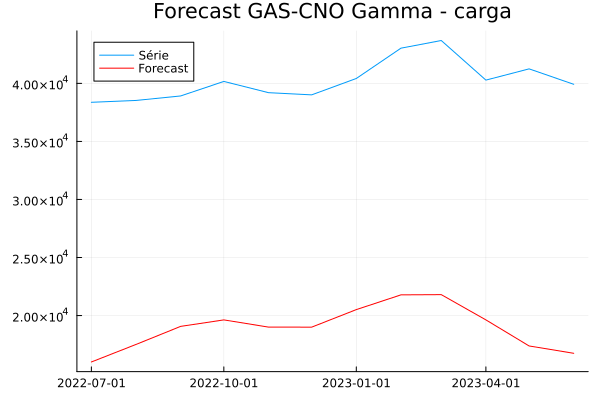 Forecast GAS-CNO Gamma - carga
Série
Forecast
4.00×10⁴
3.50×10⁴
3.00×10⁴
2.50×10⁴
2.00×10⁴
2022-07-01 2022-10-01 2023-01-01 2023-04-01